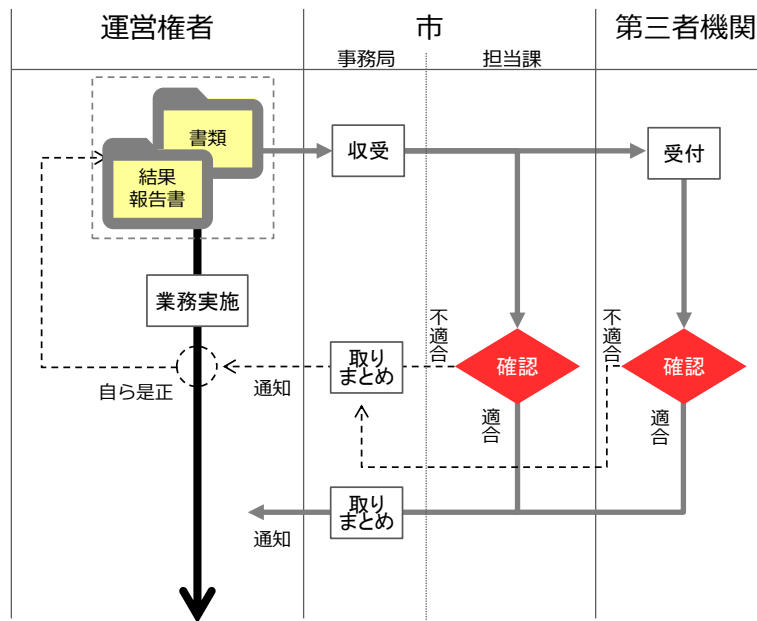 運営権者
市
第三者機関
事務局
担当課
書類
結果
報告書
収受
受付
業務実施
不適合
不適合
取り
まとめ
確認
確認
自ら是正
通知
適合
適合
取り
まとめ
通知